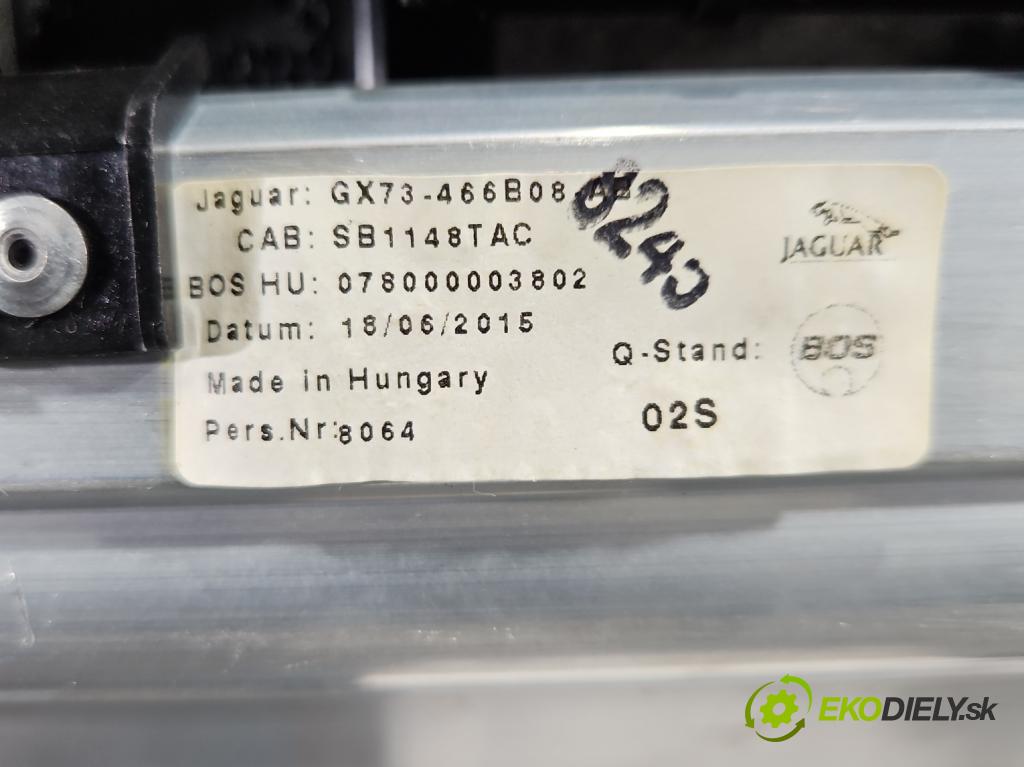 Jaguar: GX73-466B08
CAB: SB1148TAC
BOS HU: 078000003802
Datum: 18/06/2015
Made in Hungary
Pers.Nr:8064
JAGUAR
Q-Stand: BOS
02S
EKODIELY.sk